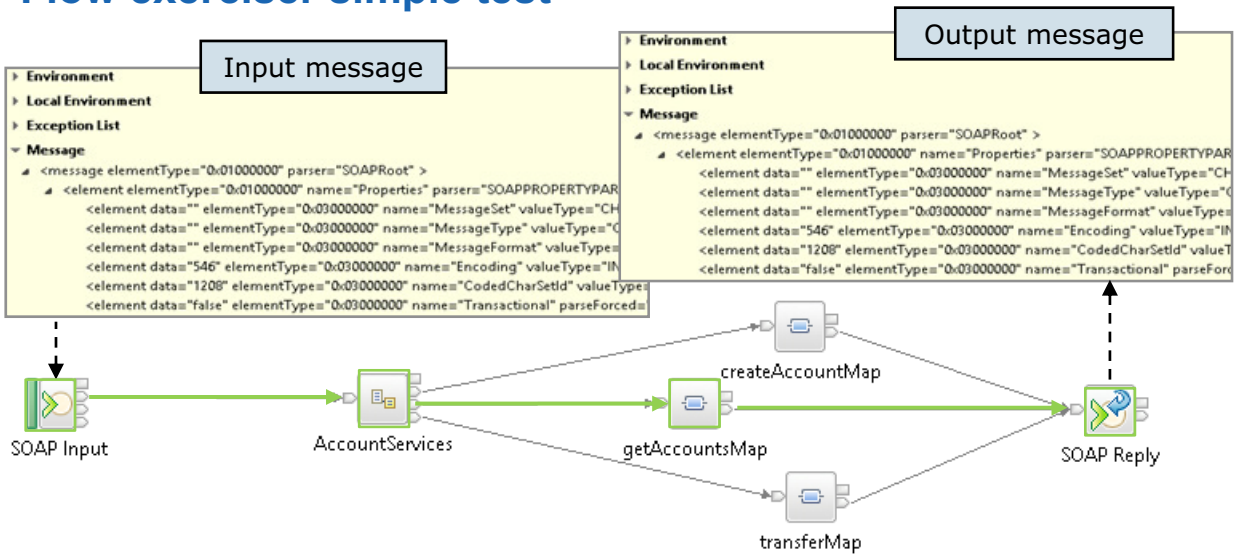 Flow exerciser simple test
Input message
Environment
Local Environment
Exception List
Message
<message elementType="0x01000000" parser="SOAPRoot" >
<element elementType="0x01000000" name="Properties" parser="SOAPPROPERTYPAR
<element data="" elementType="0x03000000" name="MessageSet" valueType="CH
<element data="" elementType="0x03000000" name="MessageType" valueType="C
<element data="" elementType="0x03000000" name="MessageFormat" valueType=
<element data="546" elementType="0x03000000" name="Encoding" valueType="IN
<element data="1208" elementType="0x03000000" name="CodedCharSetId" valueType=
<element data="false" elementType="0x03000000" name="Transactional" parseForced=
Output message
Environment
Local Environment
Exception List
Message
<message elementType="0x01000000" parser="SOAPRoot" >
<element elementType="0x01000000" name="Properties" parser="SOAPPROPERTYPAR
<element data="" elementType="0x03000000" name="MessageSet" valueType="CH
<element data="" elementType="0x03000000" name="MessageType" valueType="C
<element data="" elementType="0x03000000" name="MessageFormat" valueType=
<element data="546" elementType="0x03000000" name="Encoding" valueType="IN
<element data="1208" elementType="0x03000000" name="CodedCharSetId" valueT
<element data="false" elementType="0x03000000" name="Transactional" parseForc
createAccountMap
SOAP Input
AccountServices
getAccountsMap
SOAP Reply
transferMap